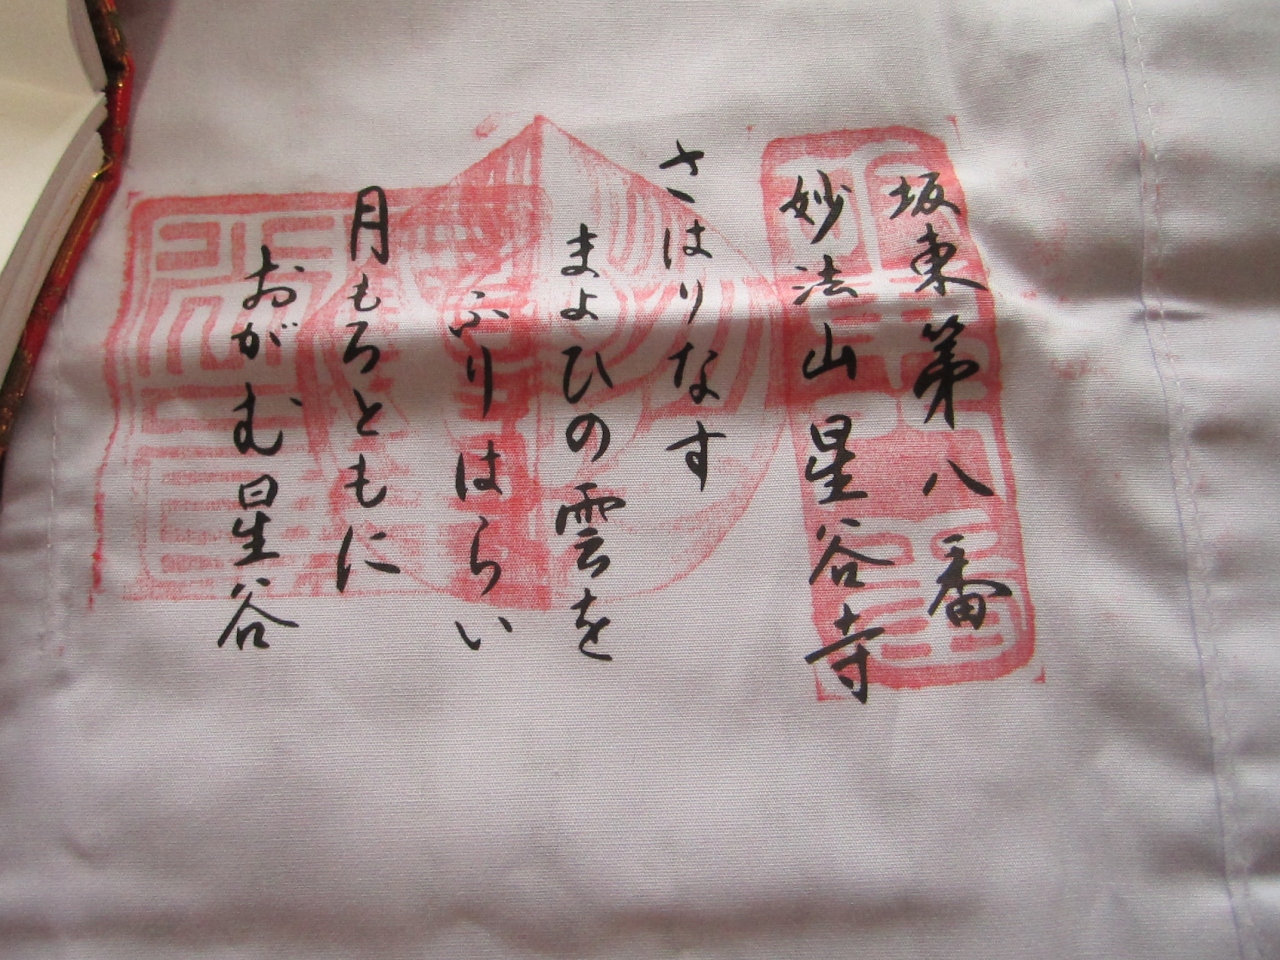 坂東第八番
妙法山星谷寺
さはりなす
まよひの雲を
ふりはらい
月もろともに
おがむ星谷